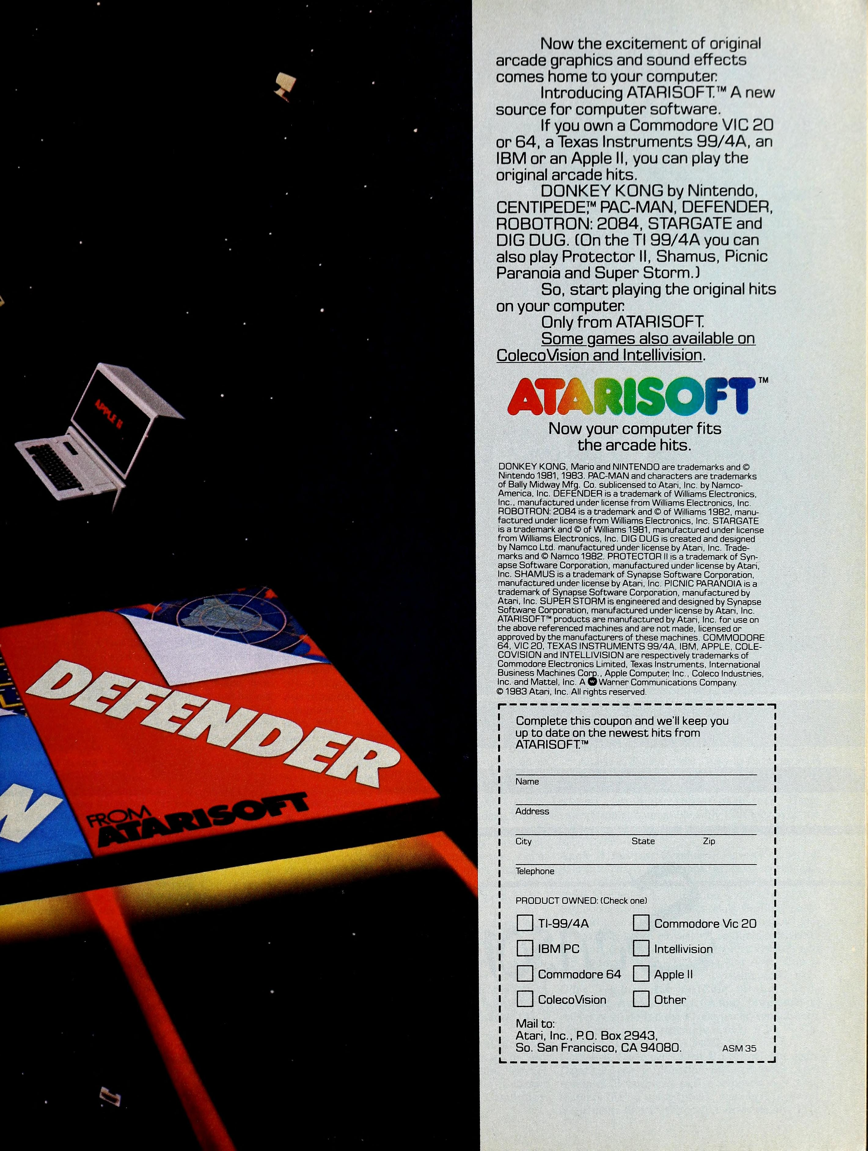 APPLE II
DEFENDER
FROM
ATARISOFT
N
Now the excitement of original
arcade graphics and sound effects
comes home to your computer.
Introducing ATARISOFT.™ A new
source for computer software.
If you own a Commodore VIC 20
or 64, a Texas Instruments 99/4A, an
IBM or an Apple II, you can play the
original arcade hits.
DONKEY KONG by Nintendo,
CENTIPEDE,™ PAC-MAN, DEFENDER,
ROBOTRON: 2084, STARGATE and
DIG DUG. (On the TI 99/4A you can
also play Protector II, Shamus, Picnic
Paranoia and Super Storm.)
So, start playing the original hits
on your computer.
Only from ATARISOFT.
Some games also available on
ColecoVision and Intellivision.
ATARISOFT™
Now your computer fits
the arcade hits.
DONKEY KONG, Mario and NINTENDO are trademarks and ©
Nintendo 1981, 1983. PAC-MAN and characters are trademarks
of Bally Midway Mfg. Co. sublicensed to Atari, Inc. by Namco-
America, Inc. DEFENDER is a trademark of Williams Electronics,
Inc., manufactured under license from Williams Electronics, Inc.
ROBOTRON: 2084 is a trademark and © of Williams 1982, manu-
factured under license from Williams Electronics, Inc. STARGATE
is a trademark and © of Williams 1981, manufactured under license
from Williams Electronics, Inc. DIG DUG is created and designed
by Namco Ltd. manufactured under license by Atari, Inc. Trade-
marks and © Namco 1982. PROTECTOR II is a trademark of Syn-
apse Software Corporation, manufactured under license by Atari,
Inc. SHAMUS is a trademark of Synapse Software Corporation,
manufactured under license by Atari, Inc. PICNIC PARANOIA is a
trademark of Synapse Software Corporation, manufactured by
Atari, Inc. SUPER STORM is engineered and designed by Synapse
Software Corporation, manufactured under license by Atari, Inc.
ATARISOFT™ products are manufactured by Atari, Inc. for use on
the above referenced machines and are not made, licensed or
approved by the manufacturers of these machines. COMMODORE
64, VIC 20, TEXAS INSTRUMENTS 99/4A, IBM, APPLE, COLE-
COVISION and INTELLIVISION are respectively trademarks of
Commodore Electronics Limited, Texas Instruments, International
Business Machines Corp., Apple Computer, Inc., Coleco Industries,
Inc. and Mattel, Inc. A Warner Communications Company.
© 1983 Atari, Inc. All rights reserved.
Complete this coupon and we'll keep you
up to date on the newest hits from
ATARISOFT.™
Name
Address
City State Zip
Telephone
PRODUCT OWNED: (Check one)
TI-99/4A Commodore Vic 20
IBM PC Intellivision
Commodore 64 Apple II
ColecoVision Other
Mail to:
Atari, Inc., P.O. Box 2943,
So. San Francisco, CA 94080. ASM 35